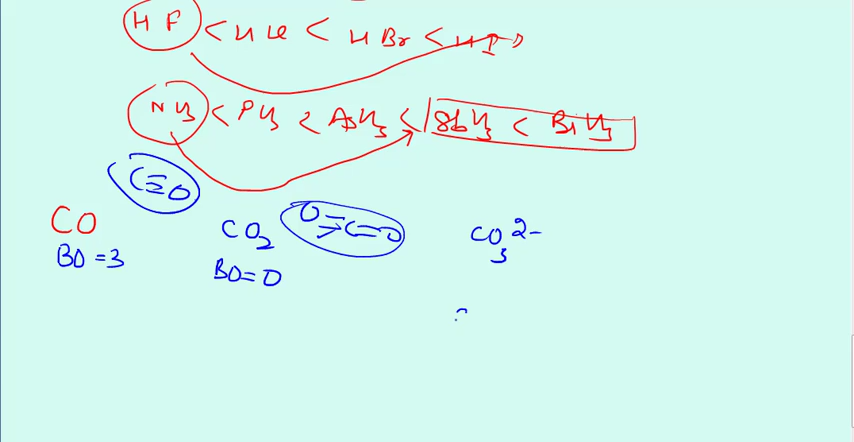 HF < HCl < HBr < HI
NH3 < PH3 < AsH3 < SbH3 < BiH3
C≡O
CO
BO = 3
CO2
O=C=O
BO = 0
CO3 2-